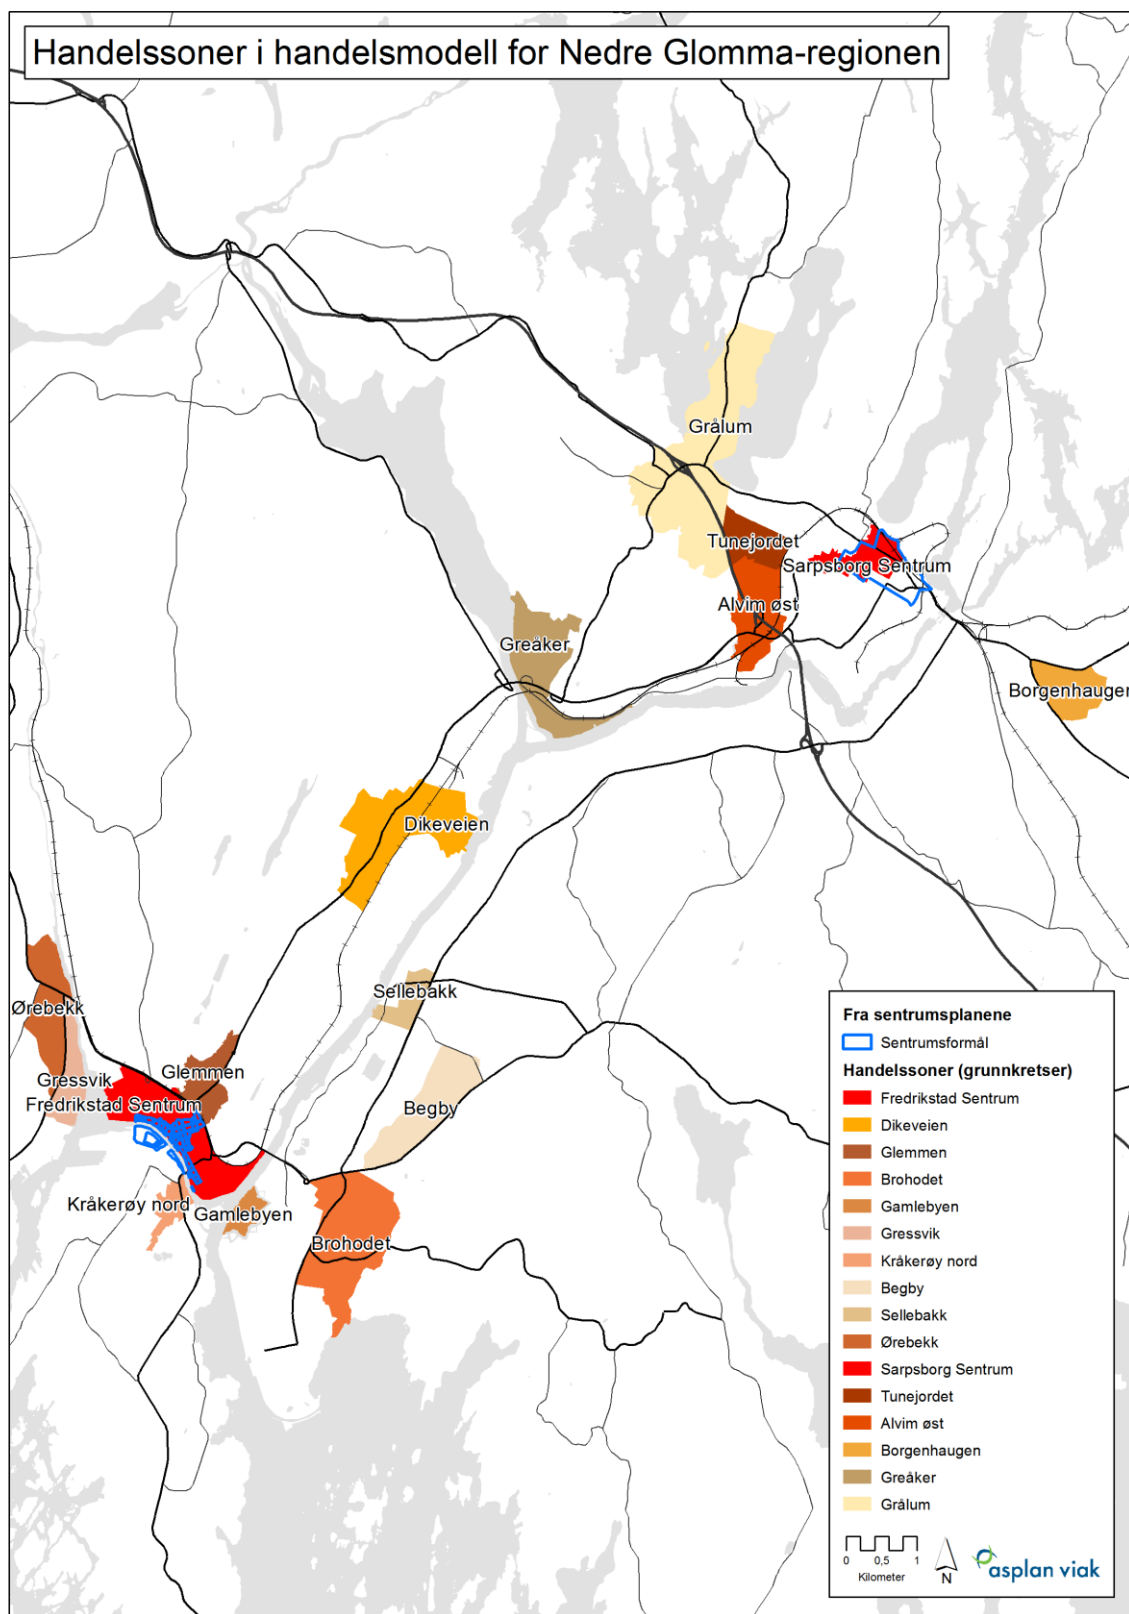 Handelssoner i handelsmodell for Nedre Glomma-regionen
Grålum
Tunejordet
Sarpsborg Sentrum
Alvim øst
Greåker
Borgenhaugen
Dikeveien
Sellebakk
Ørebekk
Glemmen
Gressvik
Fredrikstad Sentrum
Begby
Kråkerøy nord
Gamlebyen
Brohodet
Fra sentrumsplanene
Sentrumsformål
Handelssoner (grunnkretser)
Fredrikstad Sentrum
Dikeveien
Glemmen
Brohodet
Gamlebyen
Gressvik
Kråkerøy nord
Begby
Sellebakk
Ørebekk
Sarpsborg Sentrum
Tunejordet
Alvim øst
Borgenhaugen
Greåker
Grålum
0 0,5 1
Kilometer
N
asplan viak